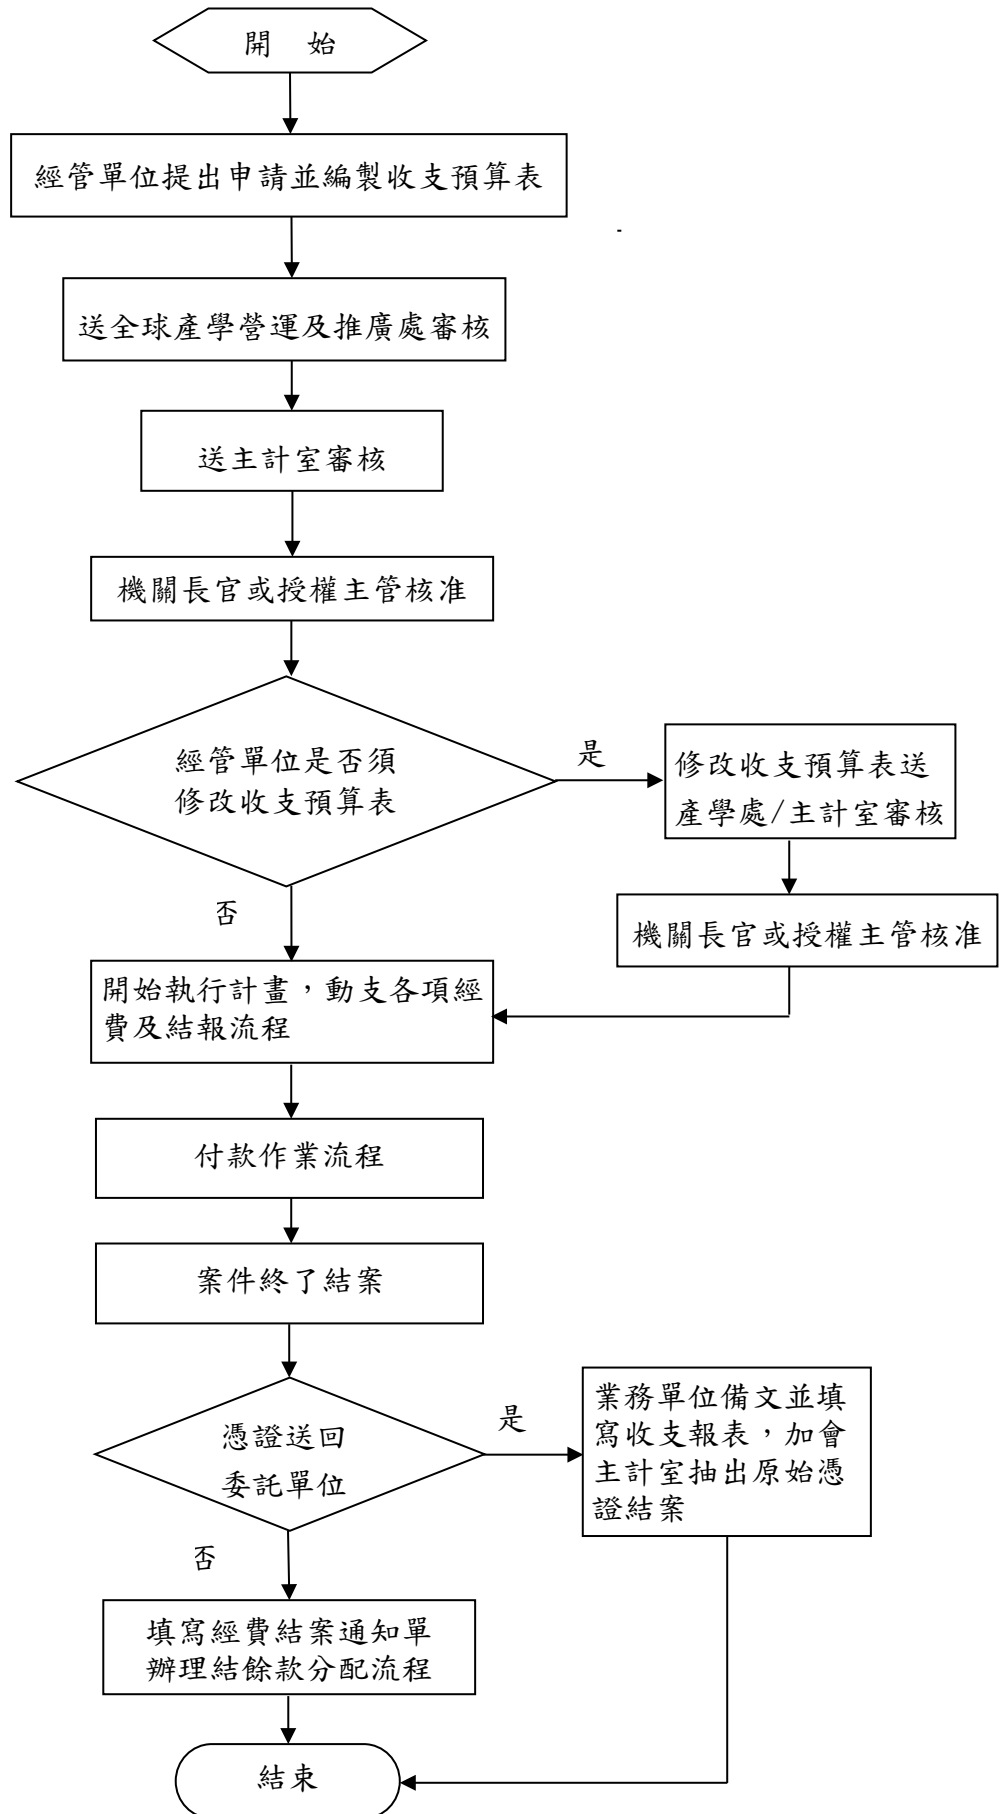 開 始
經管單位提出申請並編製收支預算表
送全球產學營運及推廣處審核
送主計室審核
機關長官或授權主管核准
經管單位是否須
修改收支預算表
是
修改收支預算表送
產學處/主計室審核
機關長官或授權主管核准
否
開始執行計畫，動支各項經
費及結報流程
付款作業流程
案件終了結案
憑證送回
委託單位
是
業務單位備文並填
寫收支報表，加會
主計室抽出原始憑
證結案
否
填寫經費結案通知單
辦理結餘款分配流程
結束